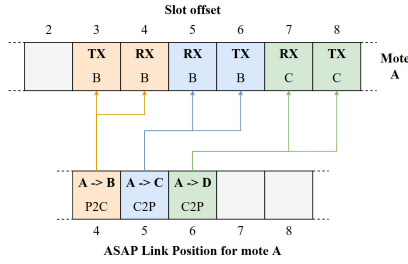 Slot offset
2 3 4 5 6 7 8
TX RX RX TX RX TX
B B B B C C
Mote
A
A -> B A -> C A -> D
P2C C2P C2P
4 5 6 7 8
ASAP Link Position for mote A